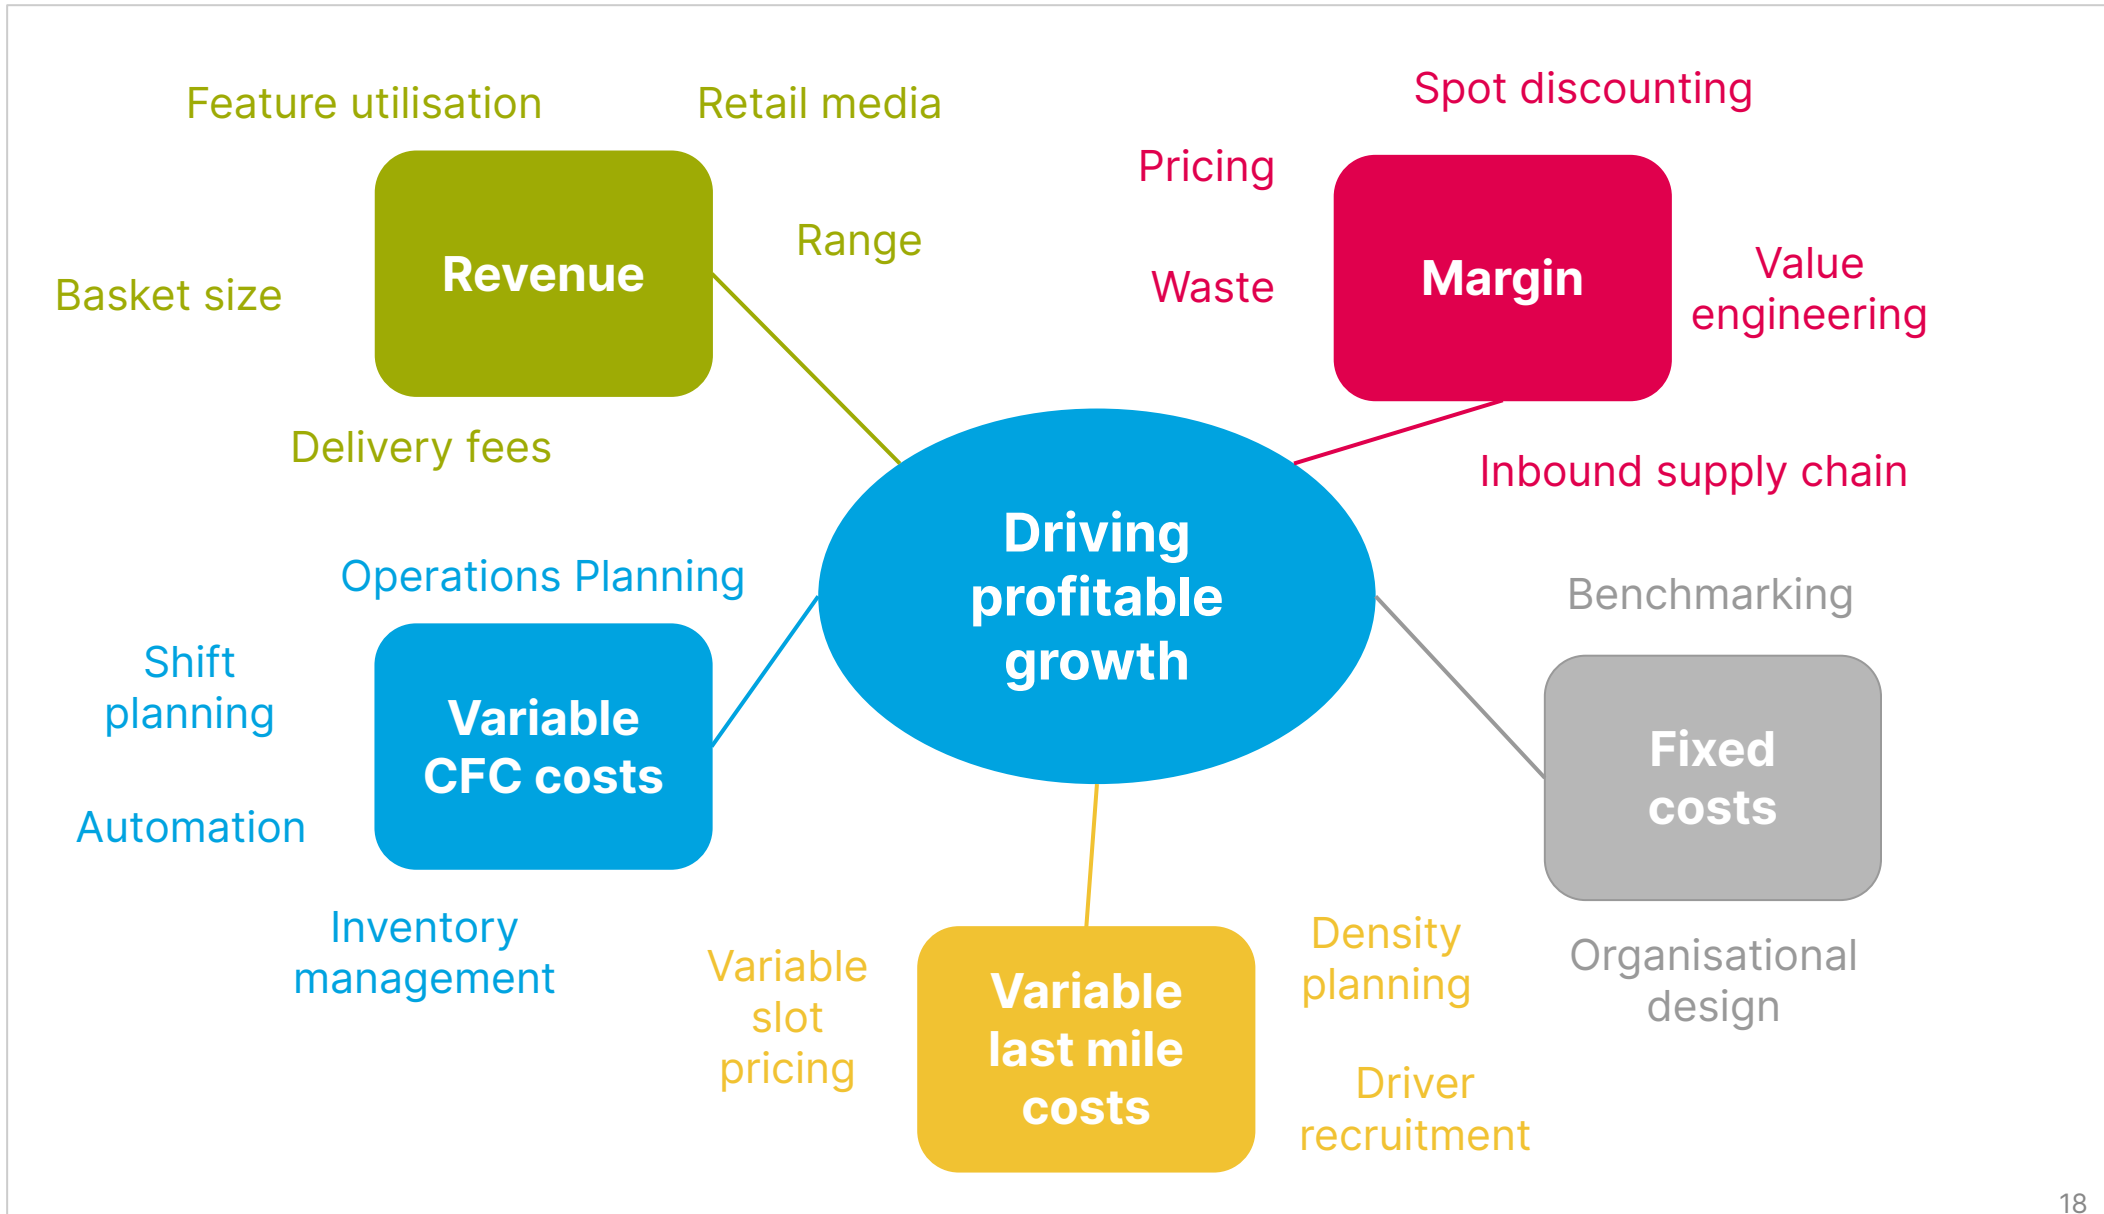 Feature utilisation
Retail media
Revenue
Range
Basket size
Delivery fees
Spot discounting
Pricing
Waste
Margin
Value
engineering
Inbound supply chain
Driving
profitable
growth
Operations Planning
Shift
planning
Variable
CFC costs
Automation
Inventory
management
Variable
slot
pricing
Variable
last mile
costs
Density
planning
Driver
recruitment
Benchmarking
Fixed
costs
Organisational
design
18